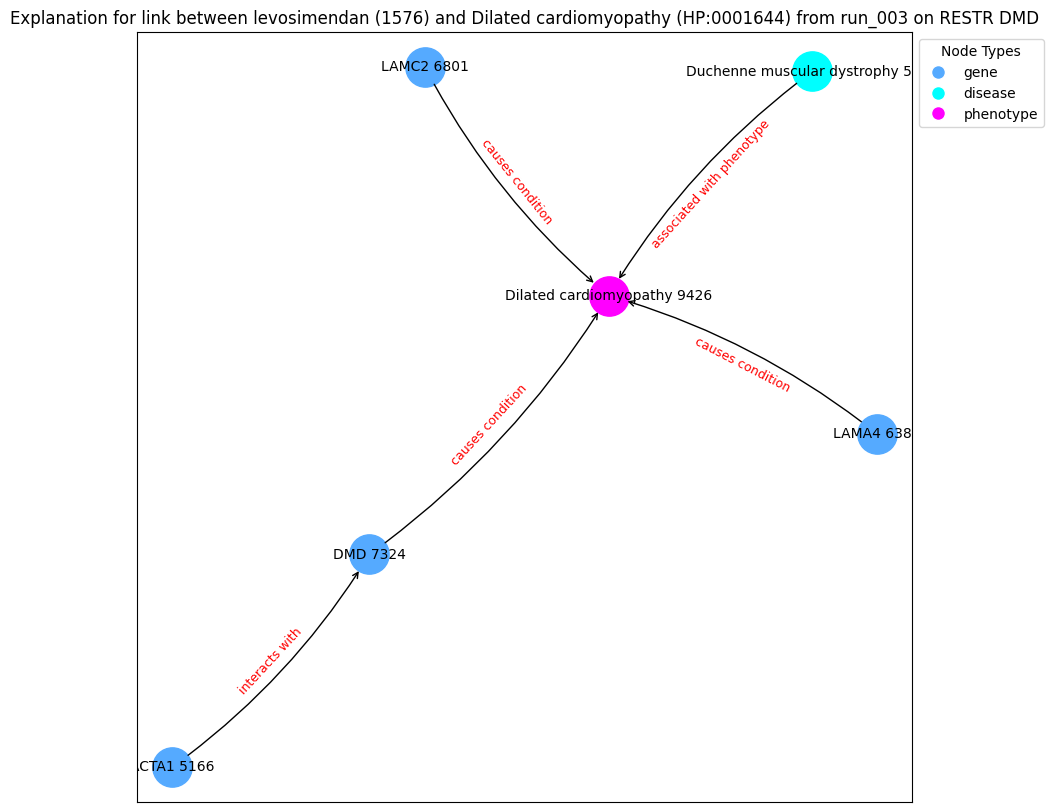 Explanation for link between levosimendan (1576) and Dilated cardiomyopathy (HP:0001644) from run_003 on RESTR DMD
Node Types
gene
disease
phenotype
LAMC2 6801
Duchenne muscular dystrophy 5
causes condition
associated with phenotype
Dilated cardiomyopathy 9426
causes condition
LAMA4 638
causes condition
DMD 7324
interacts with
CTA1 5166